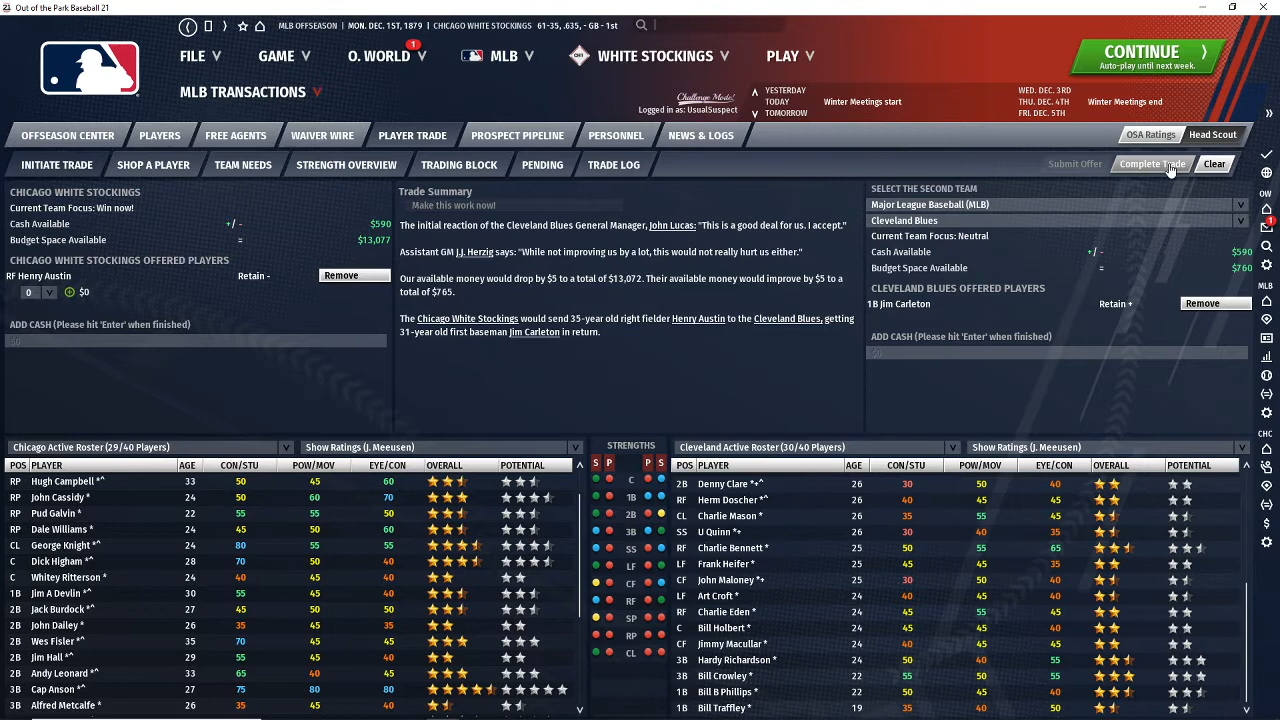 Out of the Park Baseball 21
MLB OFFSEASON | MON. DEC. 1ST, 1879 | CHICAGO WHITE STOCKINGS 61-35, .635, - GB - 1st
FILE GAME O. WORLD 1 MLB WHITE STOCKINGS PLAY
CONTINUE
Auto-play until next week.
MLB TRANSACTIONS
Challenge Mode!
Logged in as: UsualSuspect
YESTERDAY
TODAY Winter Meetings start
TOMORROW
WED. DEC. 3RD
THU. DEC. 4TH Winter Meetings end
FRI. DEC. 5TH
OFFSEASON CENTER PLAYERS FREE AGENTS WAIVER WIRE PLAYER TRADE PROSPECT PIPELINE PERSONNEL NEWS & LOGS OSA Ratings Head Scout
INITIATE TRADE SHOP A PLAYER TEAM NEEDS STRENGTH OVERVIEW TRADING BLOCK PENDING TRADE LOG Submit Offer Complete Trade Clear
CHICAGO WHITE STOCKINGS
Current Team Focus: Win now!
Cash Available +/- $590
Budget Space Available = $13,077
CHICAGO WHITE STOCKINGS OFFERED PLAYERS
RF Henry Austin Retain - Remove
0 $0
ADD CASH (Please hit 'Enter' when finished)
$0
Trade Summary
Make this work now!
The initial reaction of the Cleveland Blues General Manager, John Lucas: "This is a good deal for us. I accept."
Assistant GM J.J. Herzig says: "While not improving us by a lot, this would not really hurt us either."
Our available money would drop by $5 to a total of $13,072. Their available money would improve by $5 to a
total of $765.
The Chicago White Stockings would send 35-year old right fielder Henry Austin to the Cleveland Blues, getting
31-year old first baseman Jim Carleton in return.
SELECT THE SECOND TEAM
Major League Baseball (MLB)
Cleveland Blues
Current Team Focus: Neutral
Cash Available +/- $590
Budget Space Available = $760
CLEVELAND BLUES OFFERED PLAYERS
1B Jim Carleton Retain + Remove
ADD CASH (Please hit 'Enter' when finished)
$0
Chicago Active Roster (29/40 Players) Show Ratings (J. Meeusen)
POS PLAYER AGE CON/STU POW/MOV EYE/CON OVERALL POTENTIAL
RP Hugh Campbell *^ 33 50 45 60
RP John Cassidy * 24 50 60 70
RP Pud Galvin * 22 55 55 50
RP Dale Williams * 24 45 50 60
CL George Knight *^ 24 80 55 55
C Dick Higham *^ 28 70 50 40
C Whitey Ritterson *^ 24 40 45 40
1B Jim A Devlin *^ 30 55 45 40
2B Jack Burdock *^ 27 45 50 50
2B John Dailey * 26 35 45 35
2B Wes Fisler *^ 35 70 45 45
2B Jim Hall *^ 29 55 45 40
2B Andy Leonard *^ 33 65 40 45
3B Cap Anson *^ 27 75 80 80
3B Alfred Metcalfe * 26 35 45 40
STRENGTHS
S P P S
C
1B
2B
3B
SS
LF
CF
RF
SP
RP
CL
Cleveland Active Roster (30/40 Players) Show Ratings (J. Meeusen)
POS PLAYER AGE CON/STU POW/MOV EYE/CON OVERALL POTENTIAL
2B Denny Clare *+^ 26 30 50 40
RF Herm Doscher *^ 26 40 45 45
CL Charlie Mason * 26 35 55 45
SS U Quinn *+ 26 30 40 35
RF Charlie Bennett * 25 50 55 65
LF Frank Heifer * 25 45 45 35
CF John Maloney *+ 25 30 50 40
LF Art Croft * 24 40 45 40
RF Charlie Eden * 24 45 55 40
C Bill Holbert * 24 45 45 40
CF Jimmy Macullar * 24 40 45 40
3B Hardy Richardson * 24 50 40 40
3B Bill Crowley * 22 55 50 55
1B Bill B Phillips * 22 50 45 40
1B Bill Traffley * 19 35 40 50
OW
1
MLB
CHC